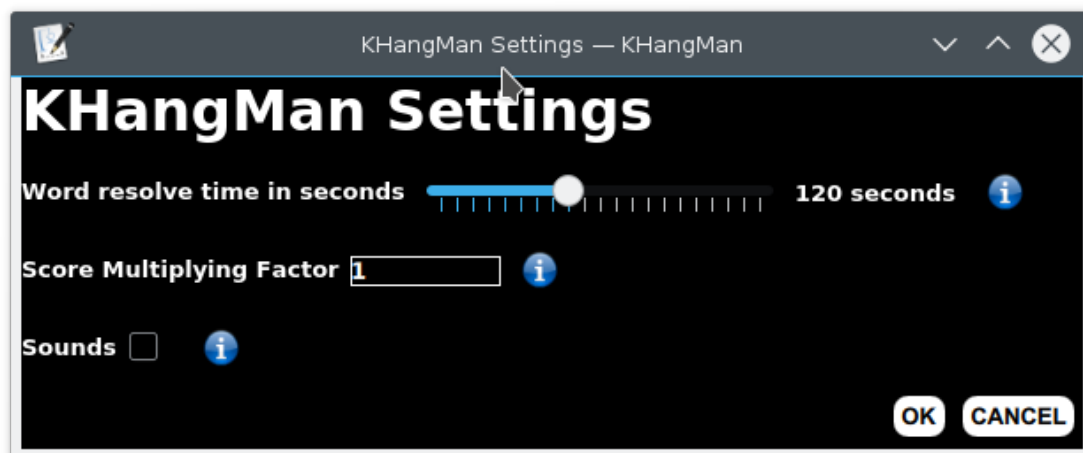 KHangMan Settings — KHangMan
KHangMan Settings
Word resolve time in seconds 120 seconds
Score Multiplying Factor 1
Sounds
OK CANCEL